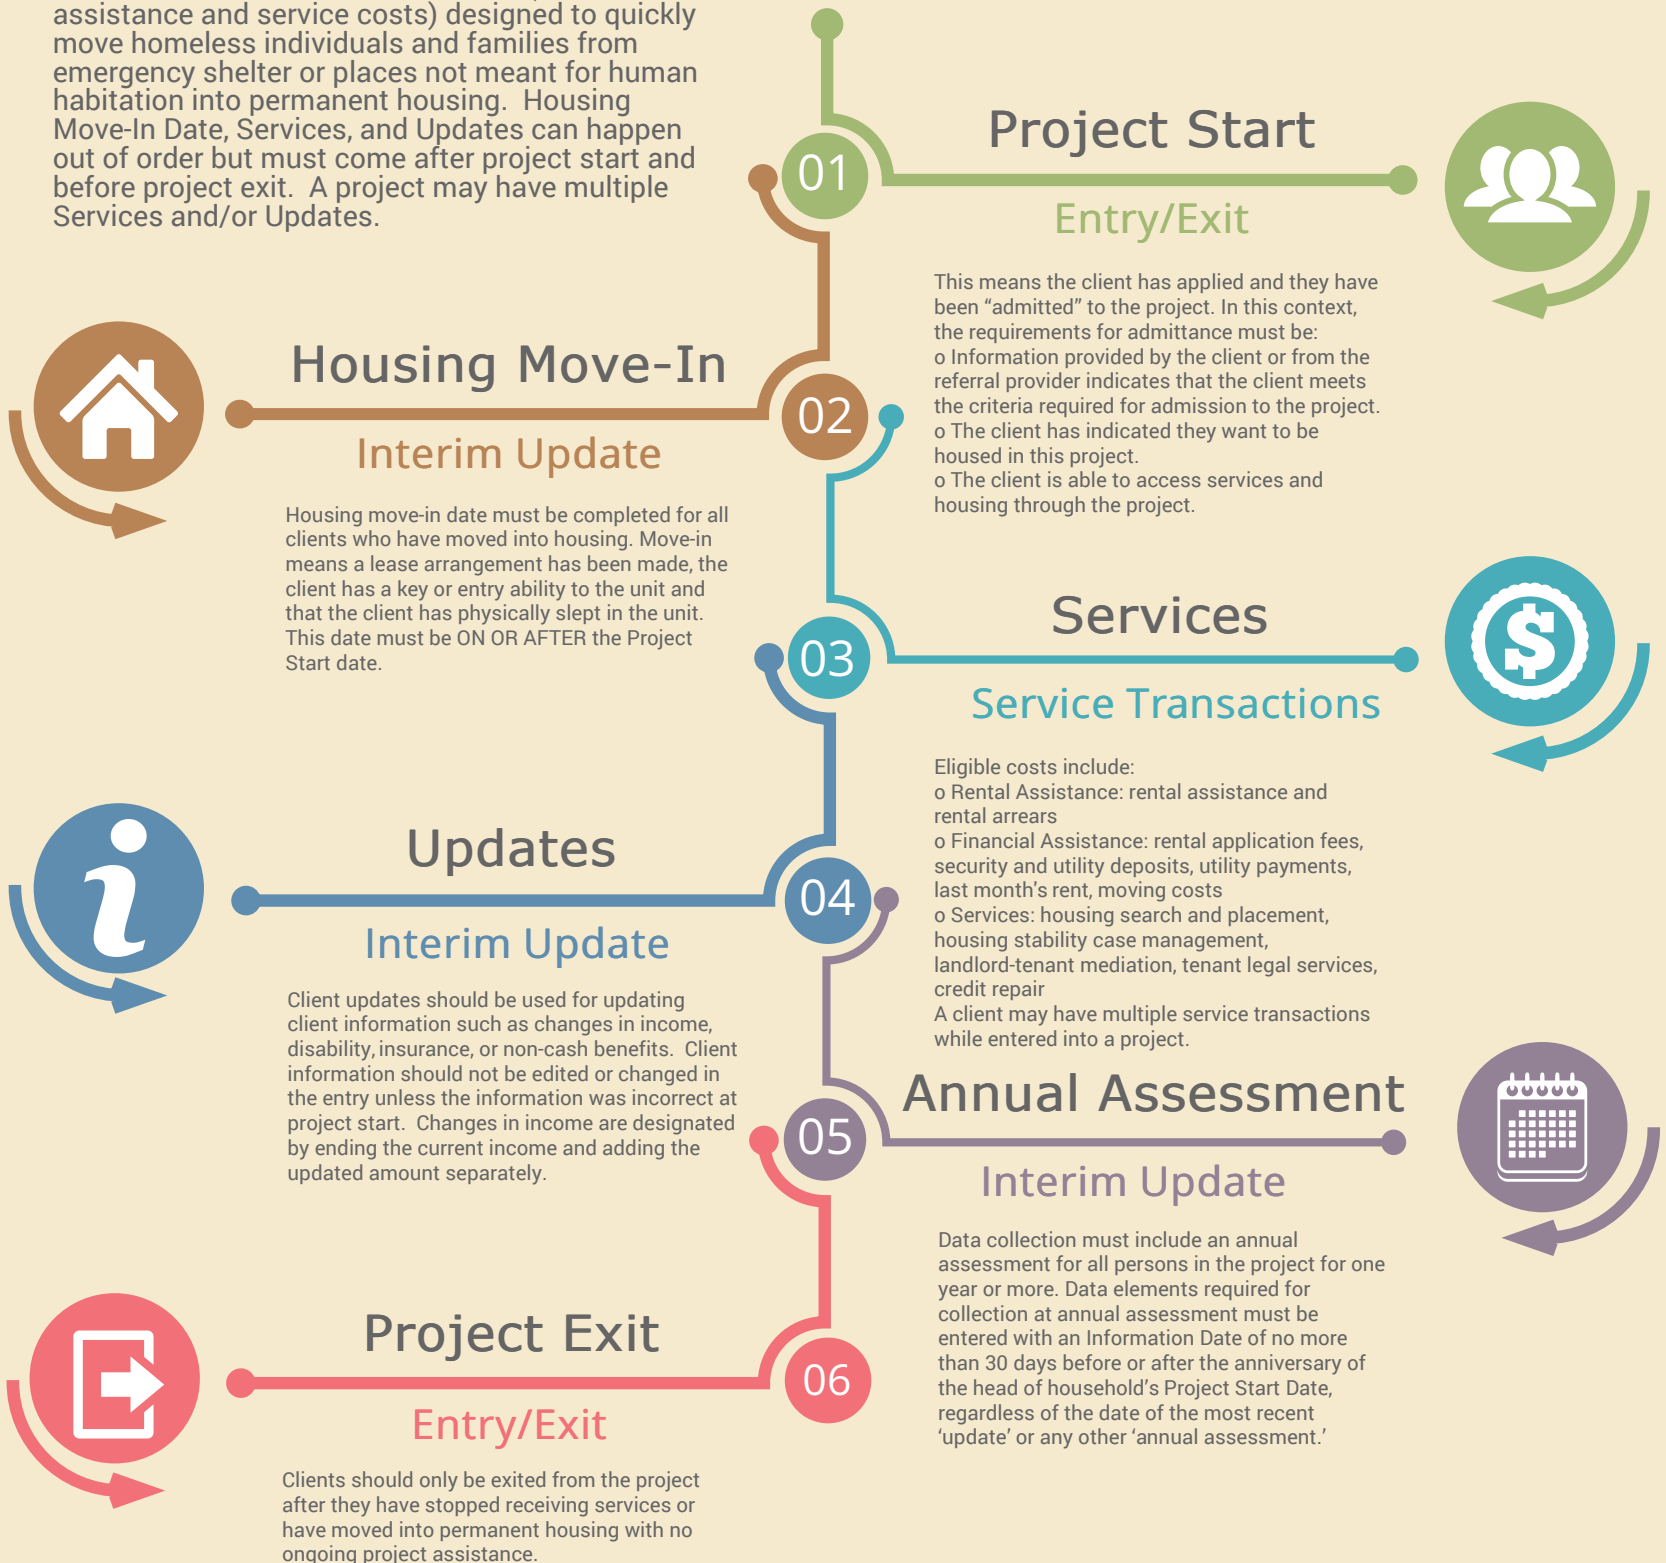 assistance and service costs) designed to quickly
move homeless individuals and families from
emergency shelter or places not meant for human
habitation into permanent housing.  Housing
Move-In Date, Services, and Updates can happen
out of order but must come after project start and
before project exit.  A project may have multiple
Services and/or Updates.
01
Project Start
Entry/Exit
This means the client has applied and they have
been “admitted” to the project. In this context,
the requirements for admittance must be:
o Information provided by the client or from the
referral provider indicates that the client meets
the criteria required for admission to the project.
o The client has indicated they want to be
housed in this project.
o The client is able to access services and
housing through the project.
Housing Move-In
02
Interim Update
Housing move-in date must be completed for all
clients who have moved into housing. Move-in
means a lease arrangement has been made, the
client has a key or entry ability to the unit and
that the client has physically slept in the unit.
This date must be ON OR AFTER the Project
Start date.
03
Services
Service Transactions
Eligible costs include:
o Rental Assistance: rental assistance and
rental arrears
o Financial Assistance: rental application fees,
security and utility deposits, utility payments,
last month's rent, moving costs
o Services: housing search and placement,
housing stability case management,
landlord-tenant mediation, tenant legal services,
credit repair
A client may have multiple service transactions
while entered into a project.
Updates
04
Interim Update
Client updates should be used for updating
client information such as changes in income,
disability, insurance, or non-cash benefits.  Client
information should not be edited or changed in
the entry unless the information was incorrect at
project start.  Changes in income are designated
by ending the current income and adding the
updated amount separately.
05
Annual Assessment
Interim Update
Data collection must include an annual
assessment for all persons in the project for one
year or more. Data elements required for
collection at annual assessment must be
entered with an Information Date of no more
than 30 days before or after the anniversary of
the head of household’s Project Start Date,
regardless of the date of the most recent
‘update’ or any other ‘annual assessment.’
Project Exit
06
Entry/Exit
Clients should only be exited from the project
after they have stopped receiving services or
have moved into permanent housing with no
ongoing project assistance.